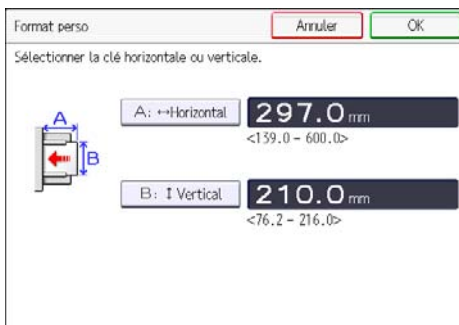 Format perso
Annuler
OK
Sélectionner la clé horizontale ou verticale.
A
B
A: ↔Horizontal
297.0 mm
<139.0 - 600.0>
B: ↕ Vertical
210.0 mm
<76.2 - 216.0>